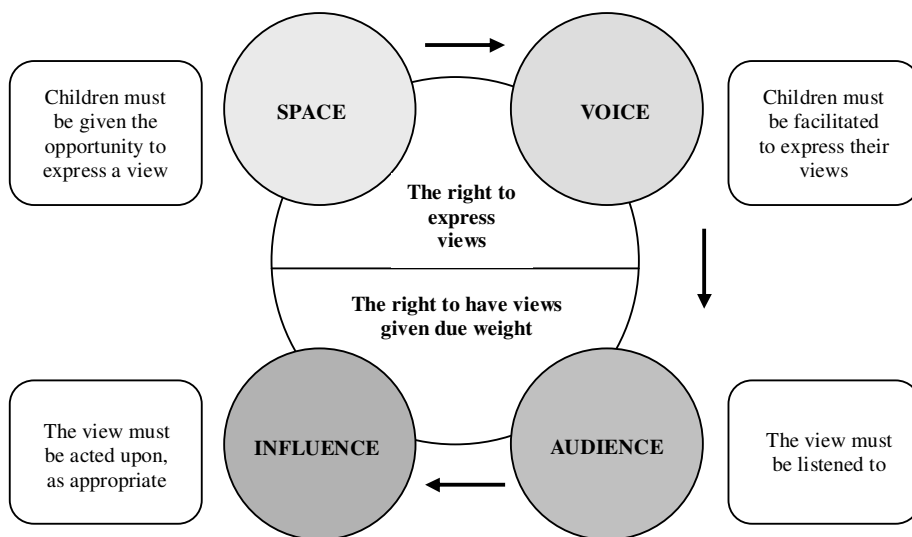 Children must
be given the
opportunity to
express a view
SPACE
VOICE
Children must
be facilitated
to express their
views
The right to
express
views
The right to have views
given due weight
The view must
be acted upon,
as appropriate
INFLUENCE
AUDIENCE
The view must
be listened to